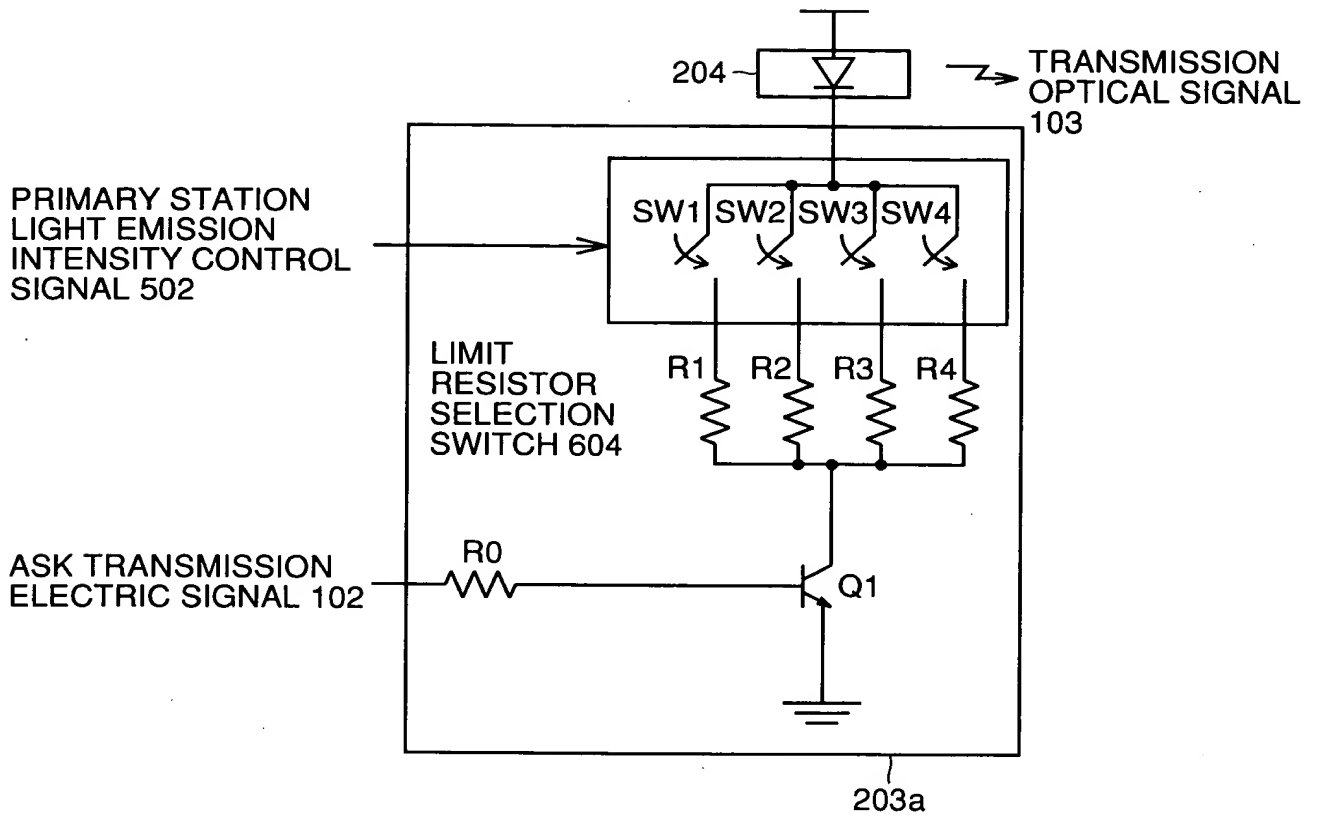 204
TRANSMISSION
OPTICAL SIGNAL
103
PRIMARY STATION
LIGHT EMISSION
INTENSITY CONTROL
SIGNAL 502
SW1 SW2 SW3 SW4
LIMIT
RESISTOR
SELECTION
SWITCH 604
R1 R2 R3 R4
ASK TRANSMISSION
ELECTRIC SIGNAL 102
R0
Q1
203a